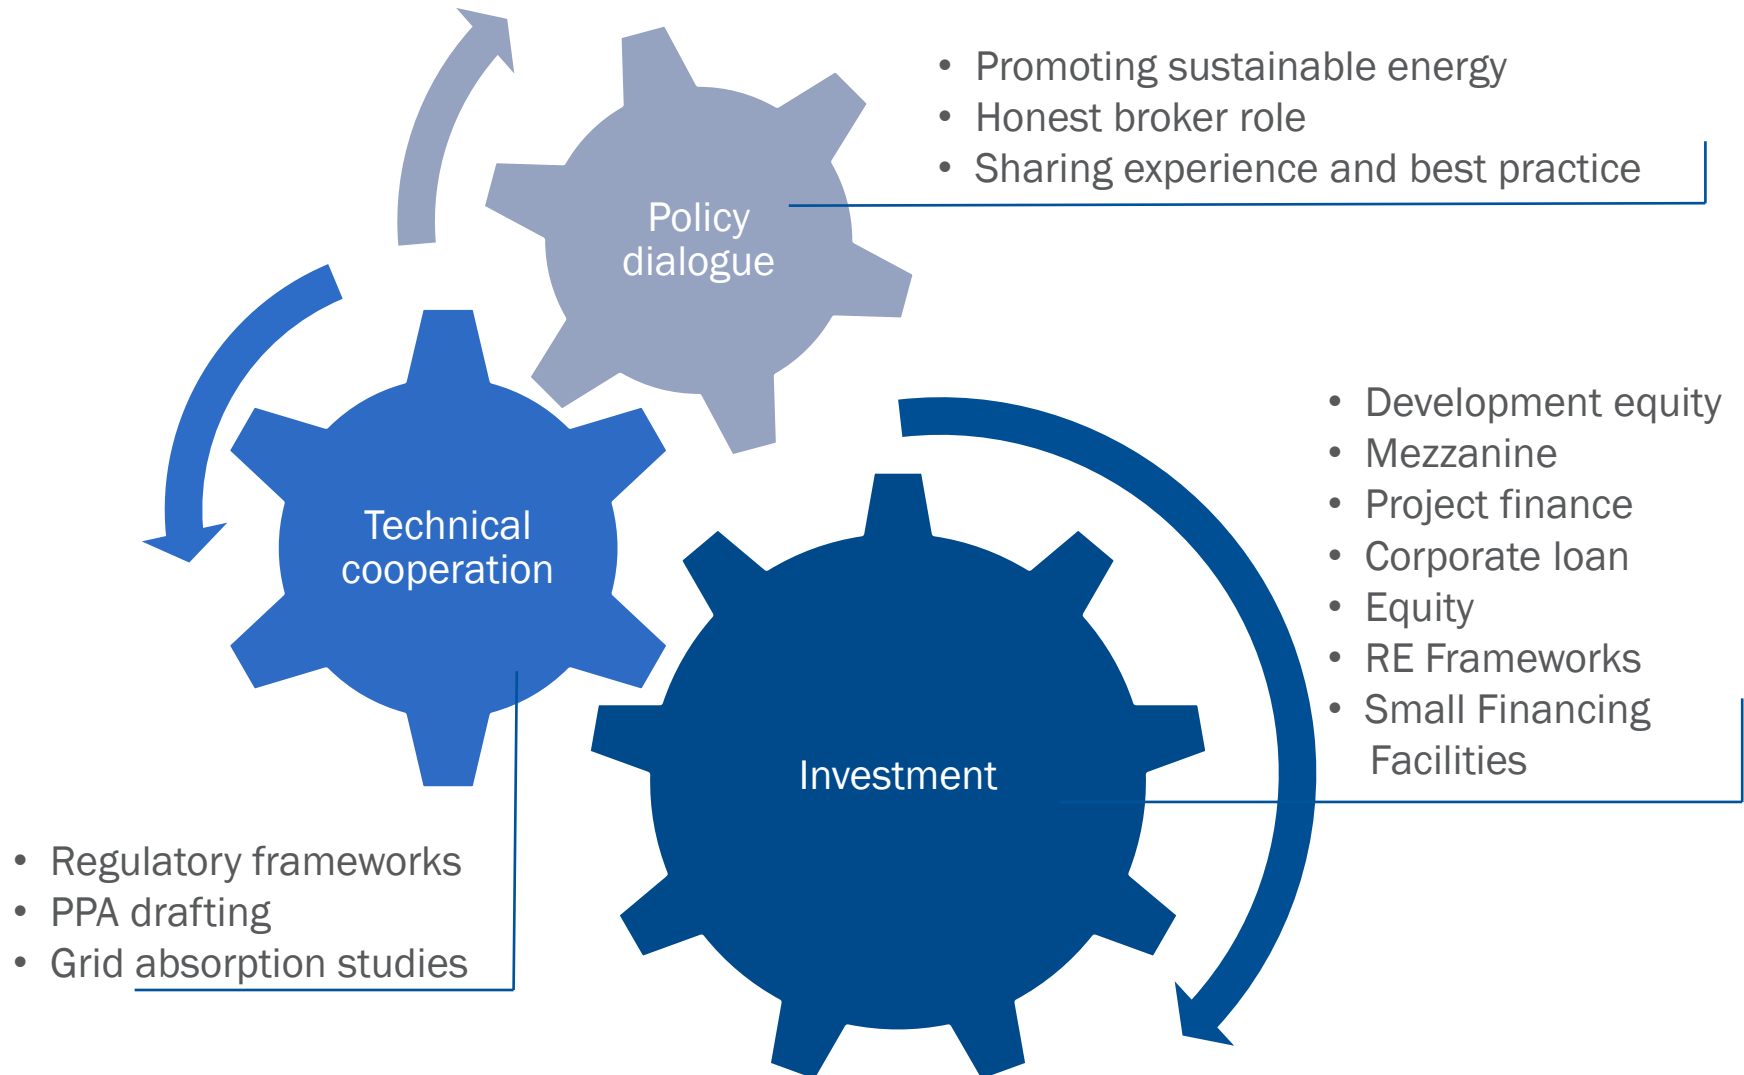 • Promoting sustainable energy
• Honest broker role
• Sharing experience and best practice
Policy
dialogue
Technical
cooperation
• Development equity
• Mezzanine
• Project finance
• Corporate loan
• Equity
• RE Frameworks
• Small Financing
Facilities
Investment
• Regulatory frameworks
• PPA drafting
• Grid absorption studies